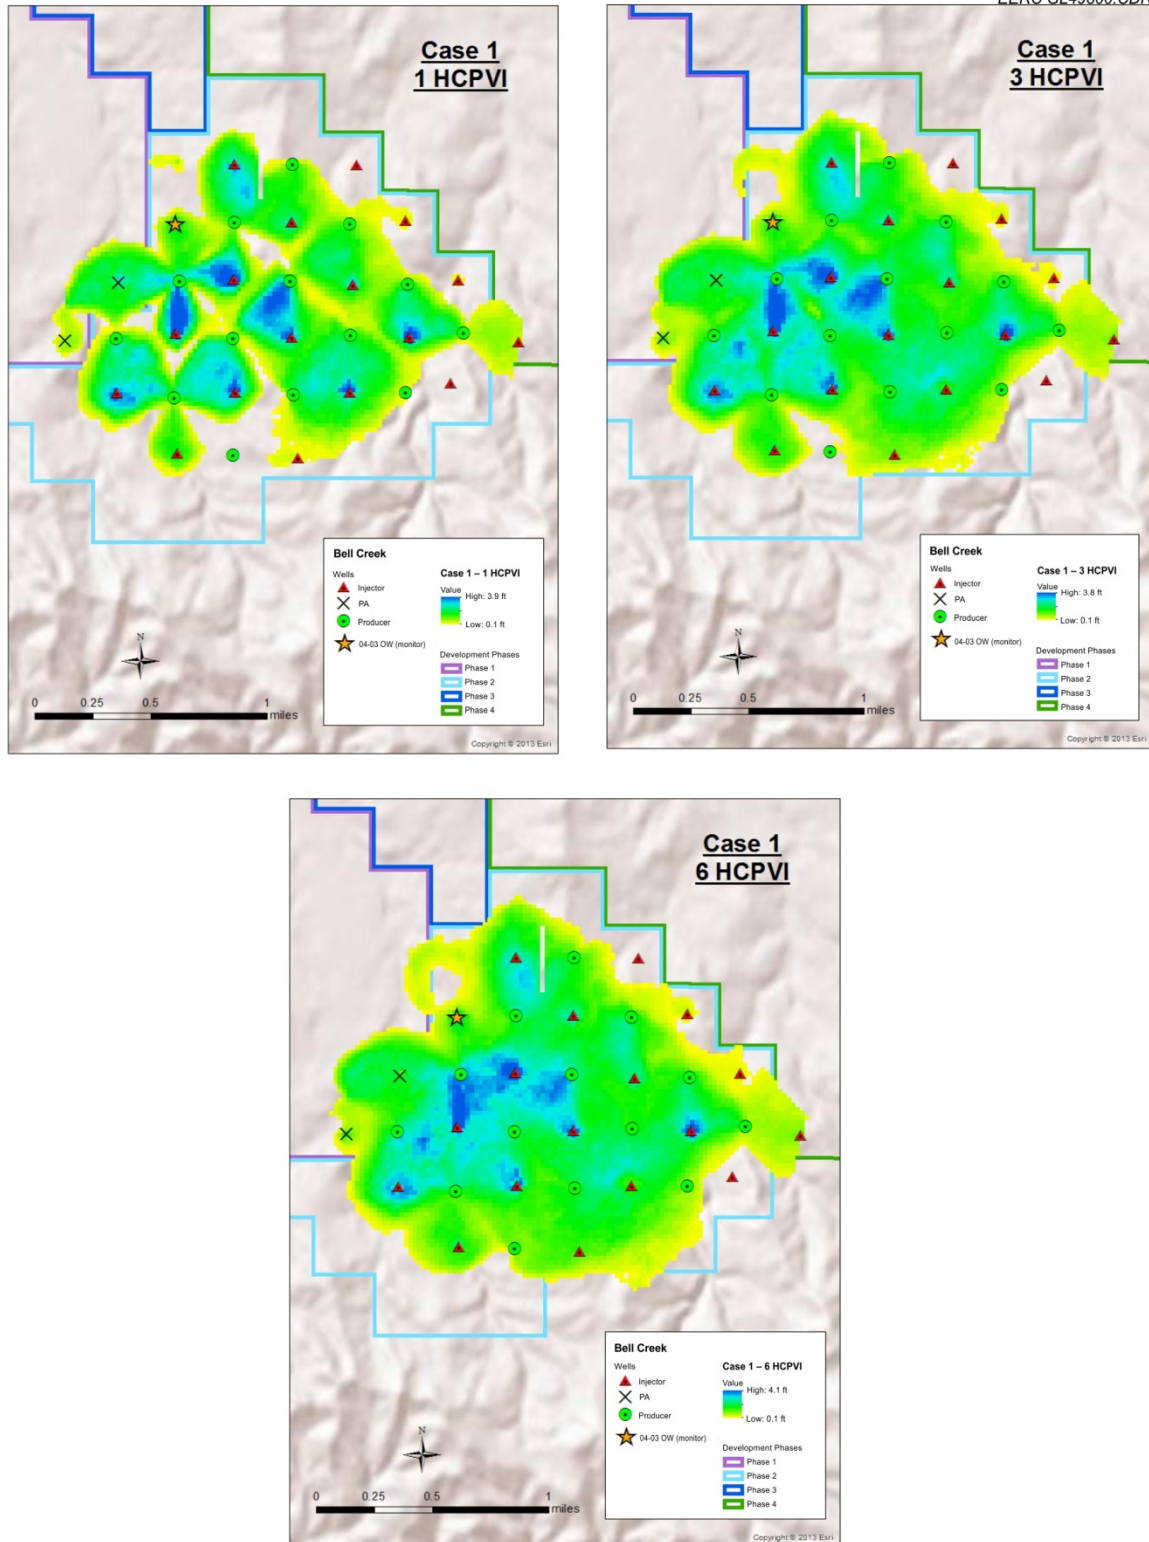 Case 1
1 HCPVI
Bell Creek
Wells
Injector
PA
Producer
04-03 OW (monitor)
Case 1 – 1 HCPVI
Value
High: 3.9 ft
Low: 0.1 ft
Development Phases
Phase 1
Phase 2
Phase 3
Phase 4
N
0 0.25 0.5 1
miles
Copyright © 2013 Esri
Case 1
3 HCPVI
Bell Creek
Wells
Injector
PA
Producer
04-03 OW (monitor)
Case 1 – 3 HCPVI
Value
High: 3.8 ft
Low: 0.1 ft
Development Phases
Phase 1
Phase 2
Phase 3
Phase 4
N
0 0.25 0.5 1
miles
Copyright © 2013 Esri
Case 1
6 HCPVI
Bell Creek
Wells
Injector
PA
Producer
04-03 OW (monitor)
Case 1 – 6 HCPVI
Value
High: 4.1 ft
Low: 0.1 ft
Development Phases
Phase 1
Phase 2
Phase 3
Phase 4
N
0 0.25 0.5 1
miles
Copyright © 2013 Esri